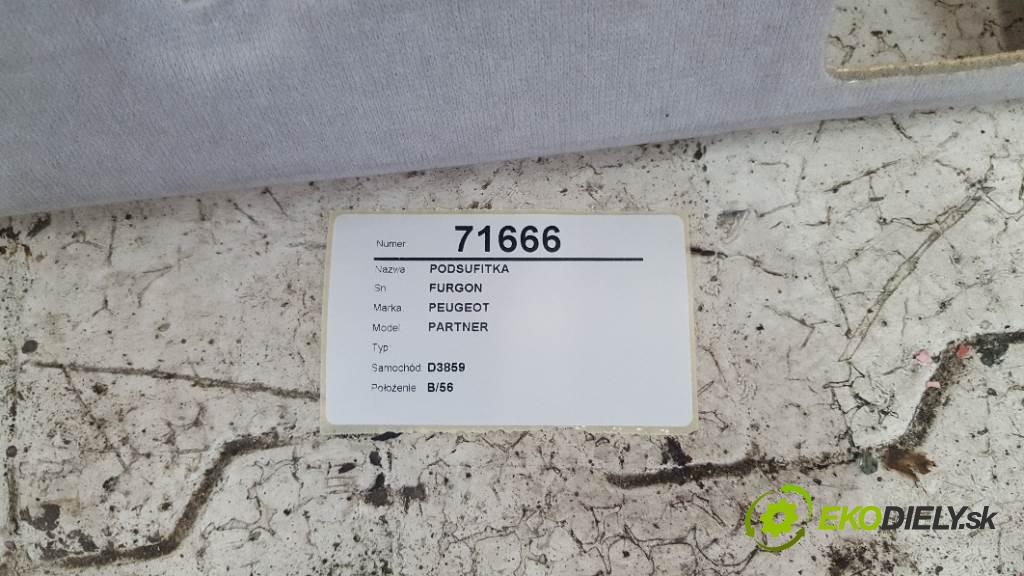 Numer 71666
Nazwa PODSUFITKA
Sn FURGON
Marka PEUGEOT
Model PARTNER
Typ:
Samochód: D3859
Położenie: B/56
EKODIELY.sk